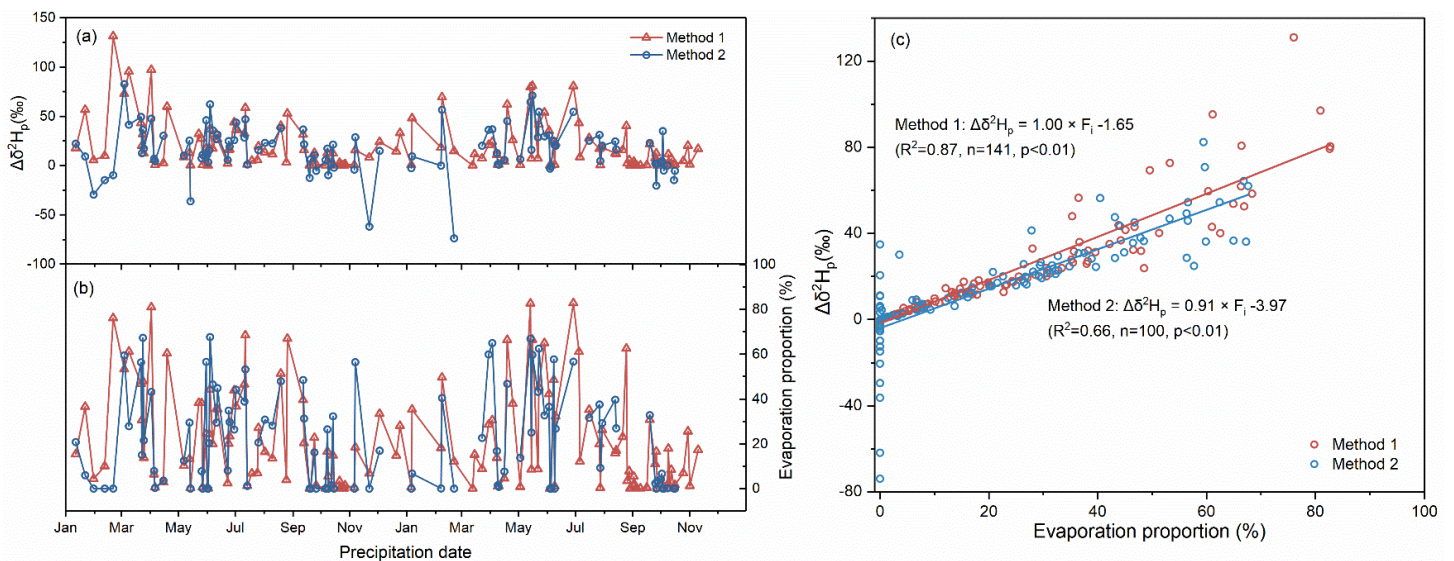 (a)
Method 1
Method 2
Δδ²Hₚ(‰)
150
100
50
0
-50
-100
(b)
100
80
60
40
20
0
Evaporation proportion (%)
Jan
Mar
May
Jul
Sep
Nov
Jan
Mar
May
Jul
Sep
Nov
Precipitation date
(c)
Δδ²Hₚ(‰)
120
80
40
0
-40
-80
Method 1: Δδ²Hₚ = 1.00 × Fᵢ -1.65
(R²=0.87, n=141, p<0.01)
Method 2: Δδ²Hₚ = 0.91 × Fᵢ -3.97
(R²=0.66, n=100, p<0.01)
Method 1
Method 2
0
20
40
60
80
100
Evaporation proportion (%)